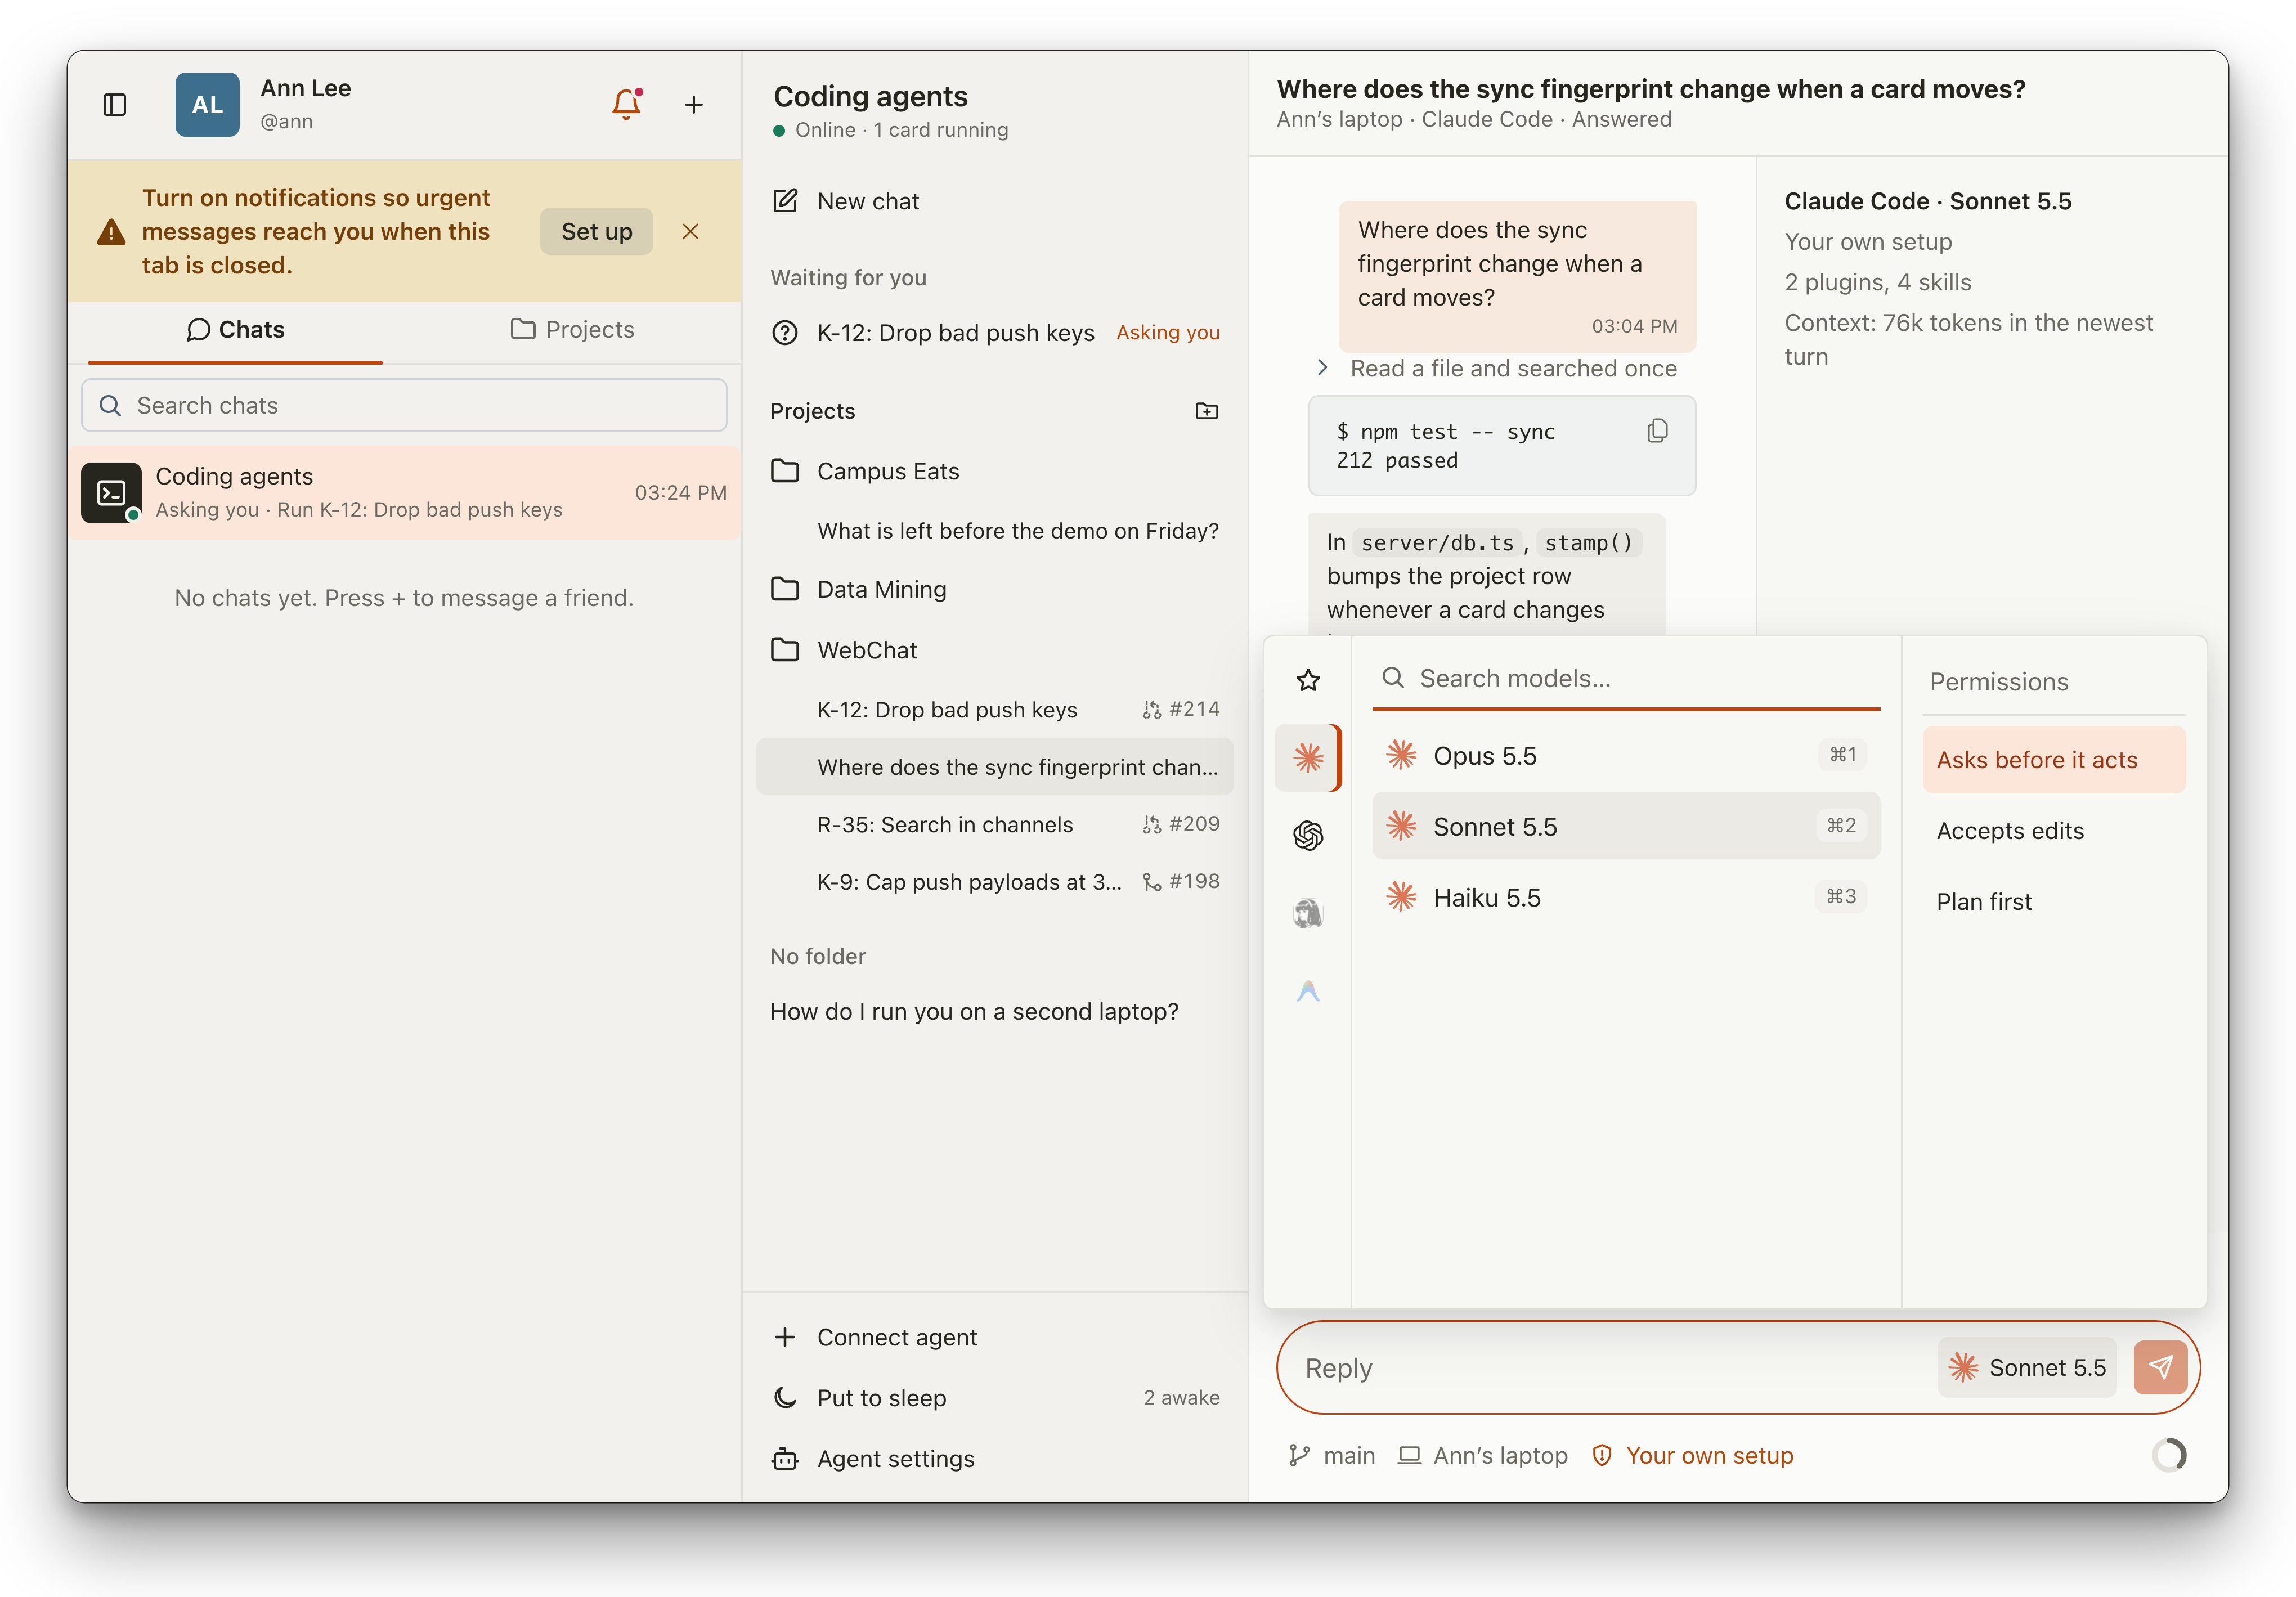 AL
Ann Lee
@ann
Turn on notifications so urgent
messages reach you when this
tab is closed.
Set up
Chats
Projects
Search chats
Coding agents
03:24 PM
Asking you · Run K-12: Drop bad push keys
No chats yet. Press + to message a friend.
Coding agents
Online · 1 card running
New chat
Waiting for you
K-12: Drop bad push keys Asking you
Projects
Campus Eats
What is left before the demo on Friday?
Data Mining
WebChat
K-12: Drop bad push keys #214
Where does the sync fingerprint chan...
R-35: Search in channels #209
K-9: Cap push payloads at 3... #198
No folder
How do I run you on a second laptop?
Connect agent
Put to sleep 2 awake
Agent settings
Where does the sync fingerprint change when a card moves?
Ann’s laptop · Claude Code · Answered
Where does the sync
fingerprint change when a
card moves?
03:04 PM
Read a file and searched once
$ npm test -- sync
212 passed
In server/db.ts, stamp()
bumps the project row
whenever a card changes
Claude Code · Sonnet 5.5
Your own setup
2 plugins, 4 skills
Context: 76k tokens in the newest
turn
Search models...
Opus 5.5 ⌘1
Sonnet 5.5 ⌘2
Haiku 5.5 ⌘3
Permissions
Asks before it acts
Accepts edits
Plan first
Reply
Sonnet 5.5
main
Ann’s laptop
Your own setup